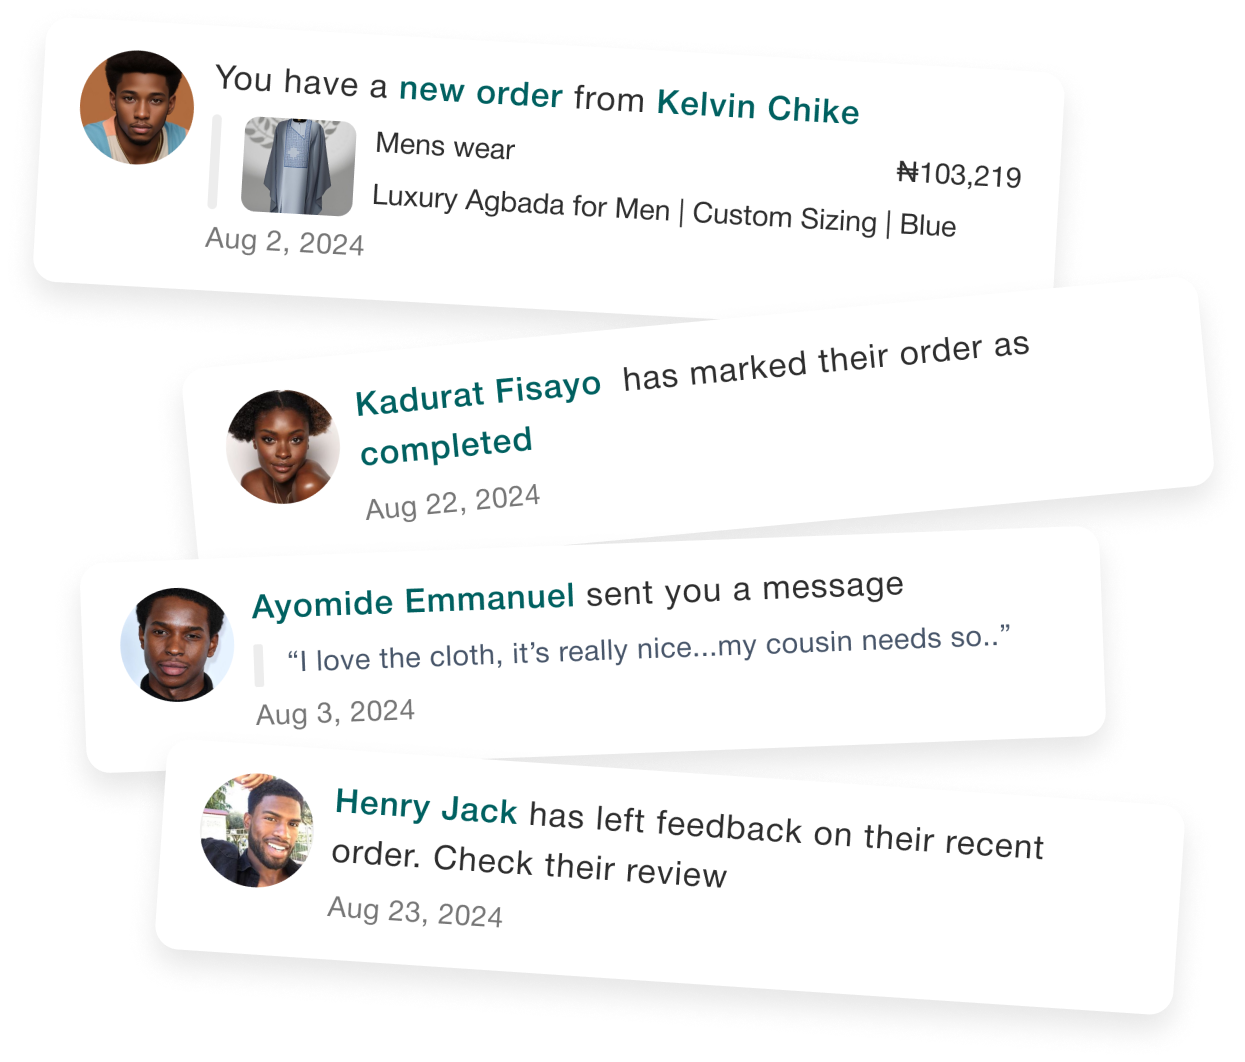 You have a new order from Kelvin Chike
Mens wear
₦103,219
Luxury Agbada for Men | Custom Sizing | Blue
Aug 2, 2024
Kadurat Fisayo has marked their order as
completed
Aug 22, 2024
Ayomide Emmanuel sent you a message
“I love the cloth, it’s really nice...my cousin needs so..”
Aug 3, 2024
Henry Jack has left feedback on their recent
order. Check their review
Aug 23, 2024